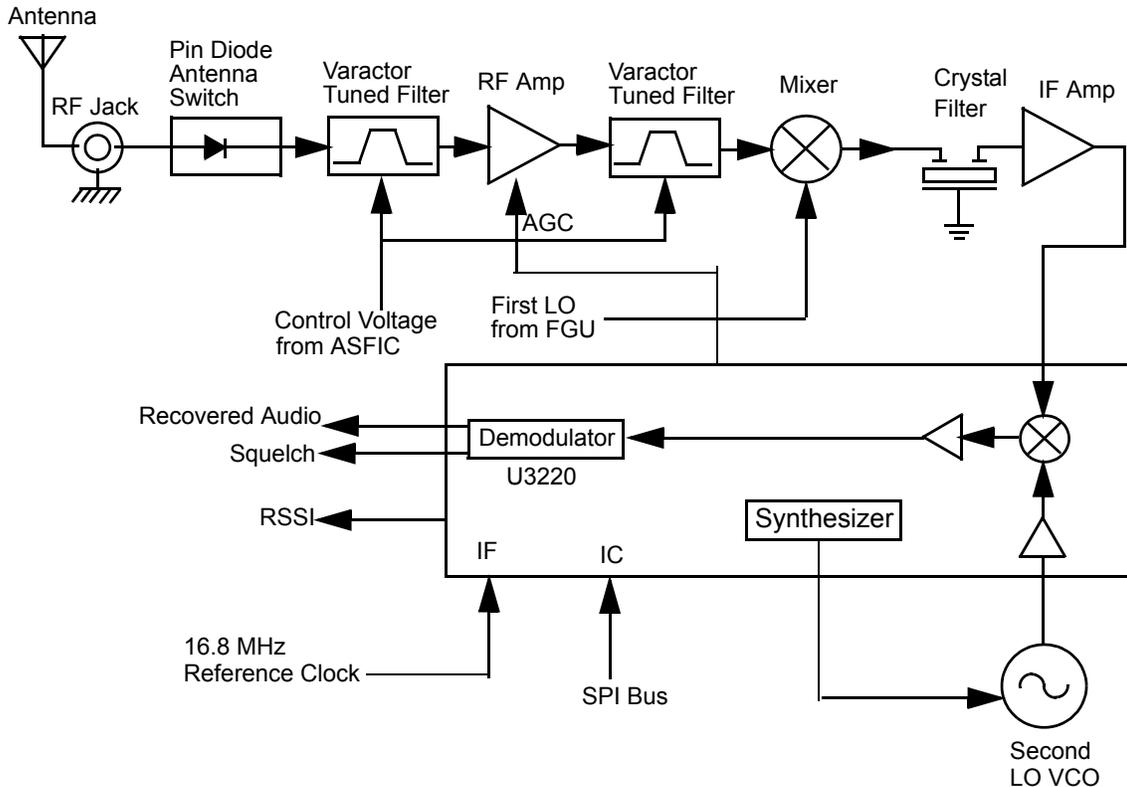 Antenna
RF Jack
Pin Diode
Antenna
Switch
Varactor
Tuned Filter
RF Amp
Varactor
Tuned Filter
Mixer
Crystal
Filter
IF Amp
AGC
Control Voltage
from ASFIC
First LO
from FGU
Recovered Audio
Squelch
Demodulator
U3220
RSSI
Synthesizer
IF
IC
16.8 MHz
Reference Clock
SPI Bus
Second
LO VCO